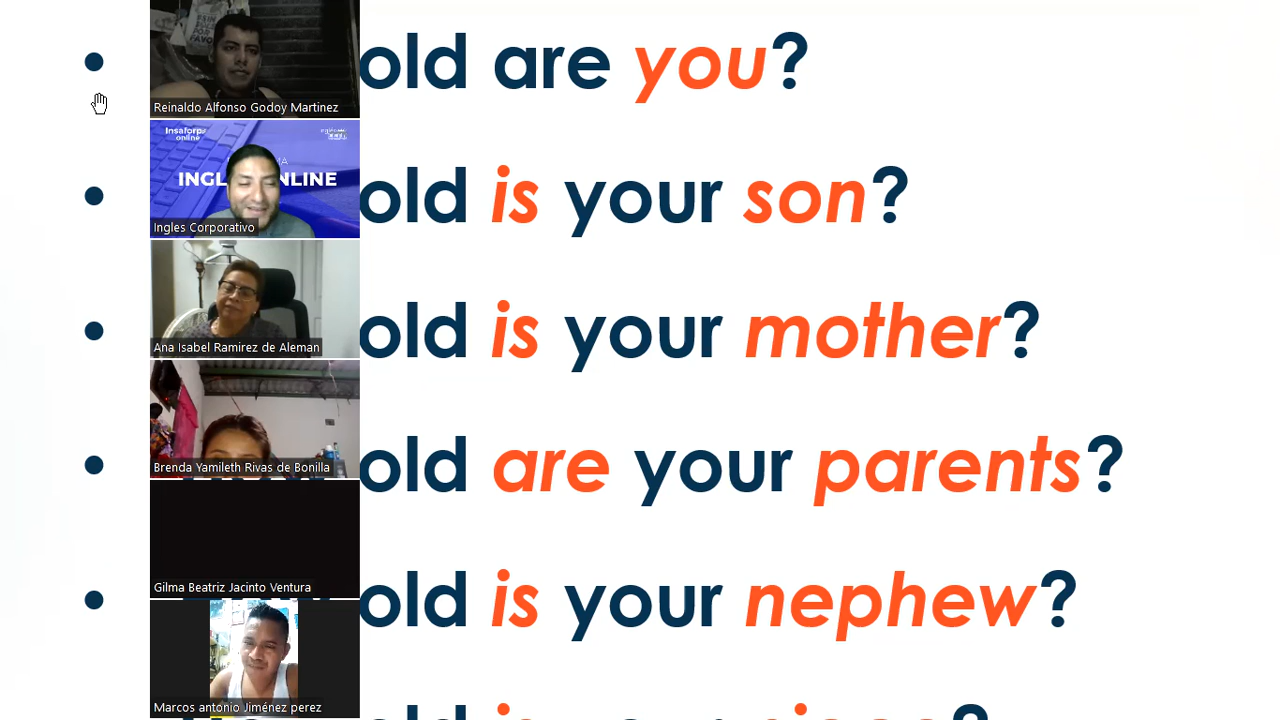 old are you?
Reinaldo Alfonso Godoy Martinez
Insaforp online
INGL NLINE
old is your son?
Ingles Corporativo
old is your mother?
Ana Isabel Ramirez de Aleman
old are your parents?
Brenda Yamileth Rivas de Bonilla
Gilma Beatriz Jacinto Ventura
old is your nephew?
Marcos antonio Jiménez perez